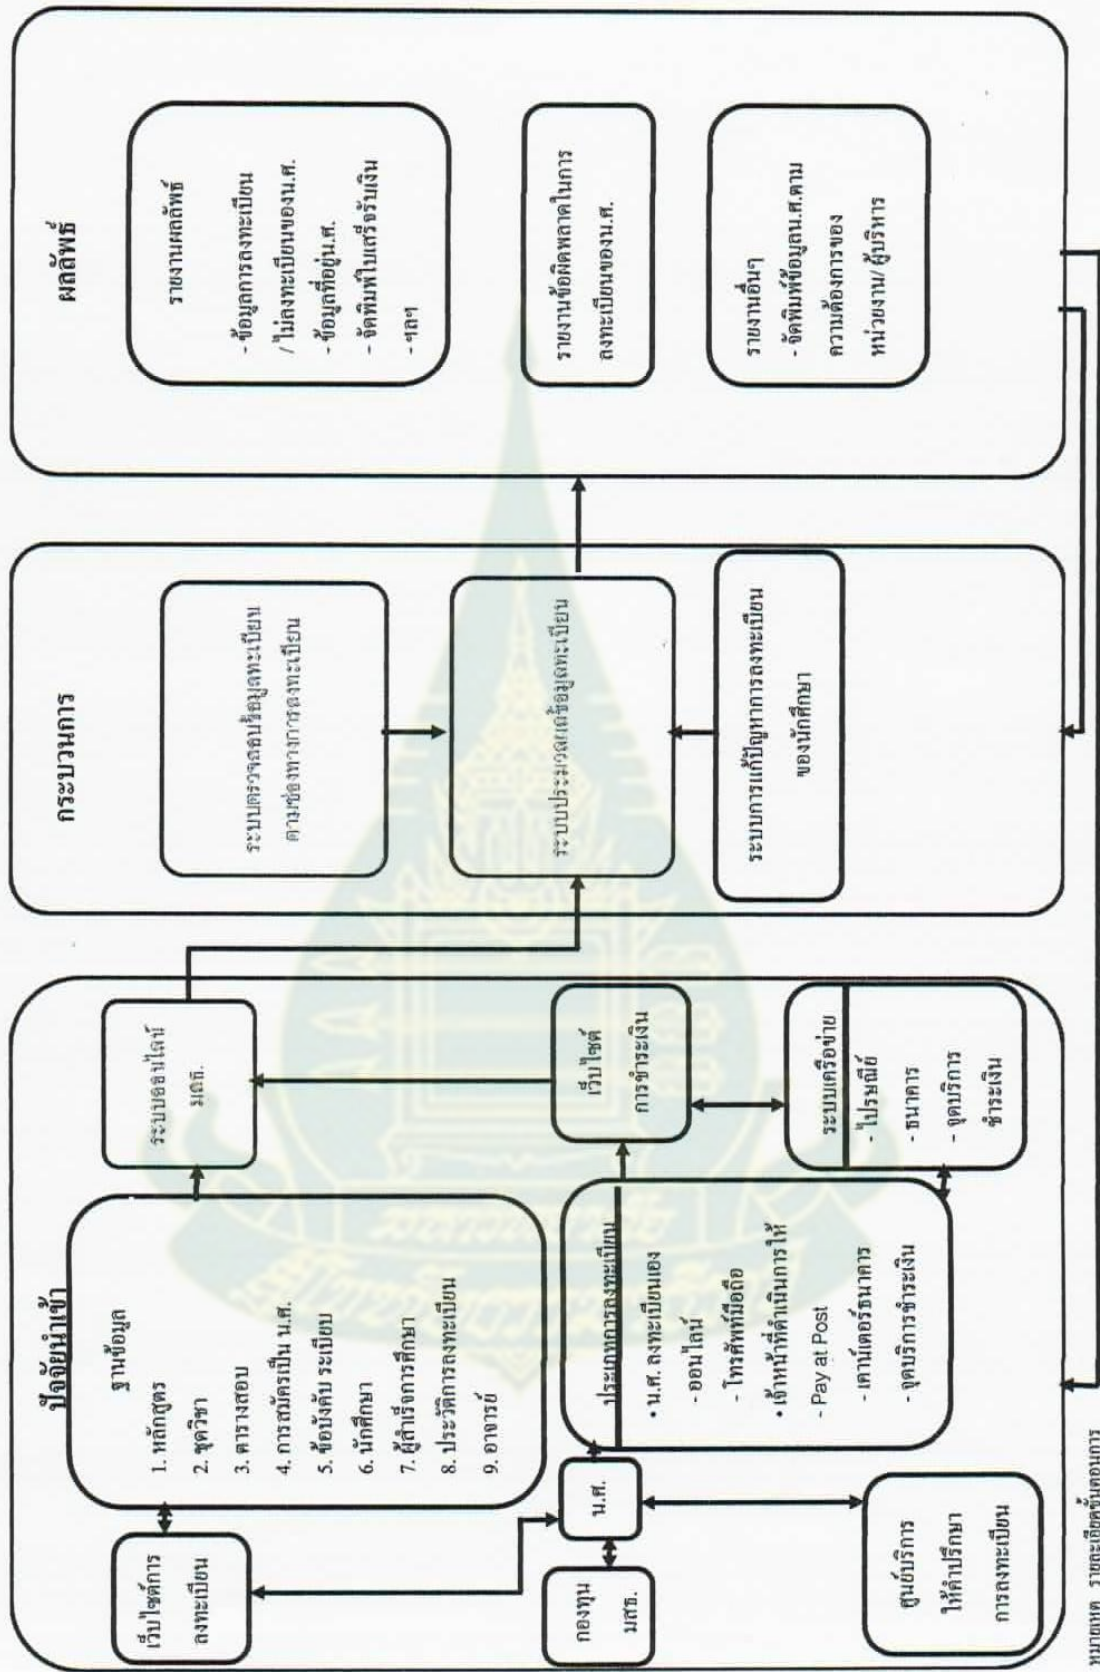 ปัจจัยนำเข้า
ฐานข้อมูล
1. หลักสูตร
2. ชุดวิชา
3. ตารางสอบ
4. การสมัครเป็น น.ศ.
5. ข้อบังคับ ระเบียบ
6. นักศึกษา
7. ผู้สำเร็จการศึกษา
8. ประวัติการลงทะเบียน
9. อาจารย์
เว็บไซต์การ
ลงทะเบียน
ระบบออนไลน์
มสธ.
กองทุน
มสธ.
น.ศ.
ประเภทการลงทะเบียน
• น.ศ. ลงทะเบียนเอง
- ออนไลน์
- โทรศัพท์มือถือ
• เจ้าหน้าที่ดำเนินการให้
- Pay at Post
- เคาน์เตอร์ธนาคาร
- จุดบริการชำระเงิน
เว็บไซต์
การชำระเงิน
ระบบเครือข่าย
- ไปรษณีย์
- ธนาคาร
- จุดบริการ
ชำระเงิน
ศูนย์บริการ
ให้คำปรึกษา
การลงทะเบียน
กระบวนการ
ระบบตรวจสอบข้อมูลทะเบียน
ตามช่องทางการลงทะเบียน
ระบบประมวลผลข้อมูลทะเบียน
ระบบการแก้ปัญหาการลงทะเบียน
ของนักศึกษา
ผลลัพธ์
รายงานผลลัพธ์
- ข้อมูลการลงทะเบียน
/ ไม่ลงทะเบียนของน.ศ.
- ข้อมูลที่อยู่น.ศ.
- จัดพิมพ์ใบเสร็จรับเงิน
- ฯลฯ
รายงานข้อผิดพลาดในการ
ลงทะเบียนของน.ศ.
รายงานอื่นๆ
- จัดพิมพ์ข้อมูลน.ศ.ตาม
ความต้องการของ
หน่วยงาน/ ผู้บริหาร
หมายเหตุ รายละเอียดขั้นตอนการ